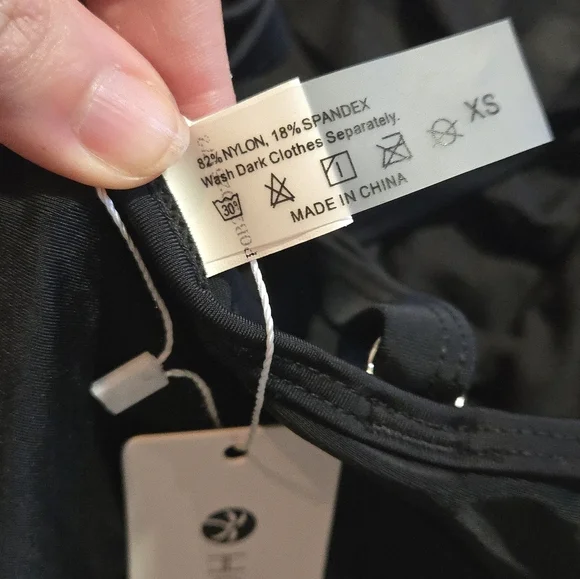 82% NYLON, 18% SPANDEX
Wash Dark Clothes Separately.
30°
MADE IN CHINA
XS